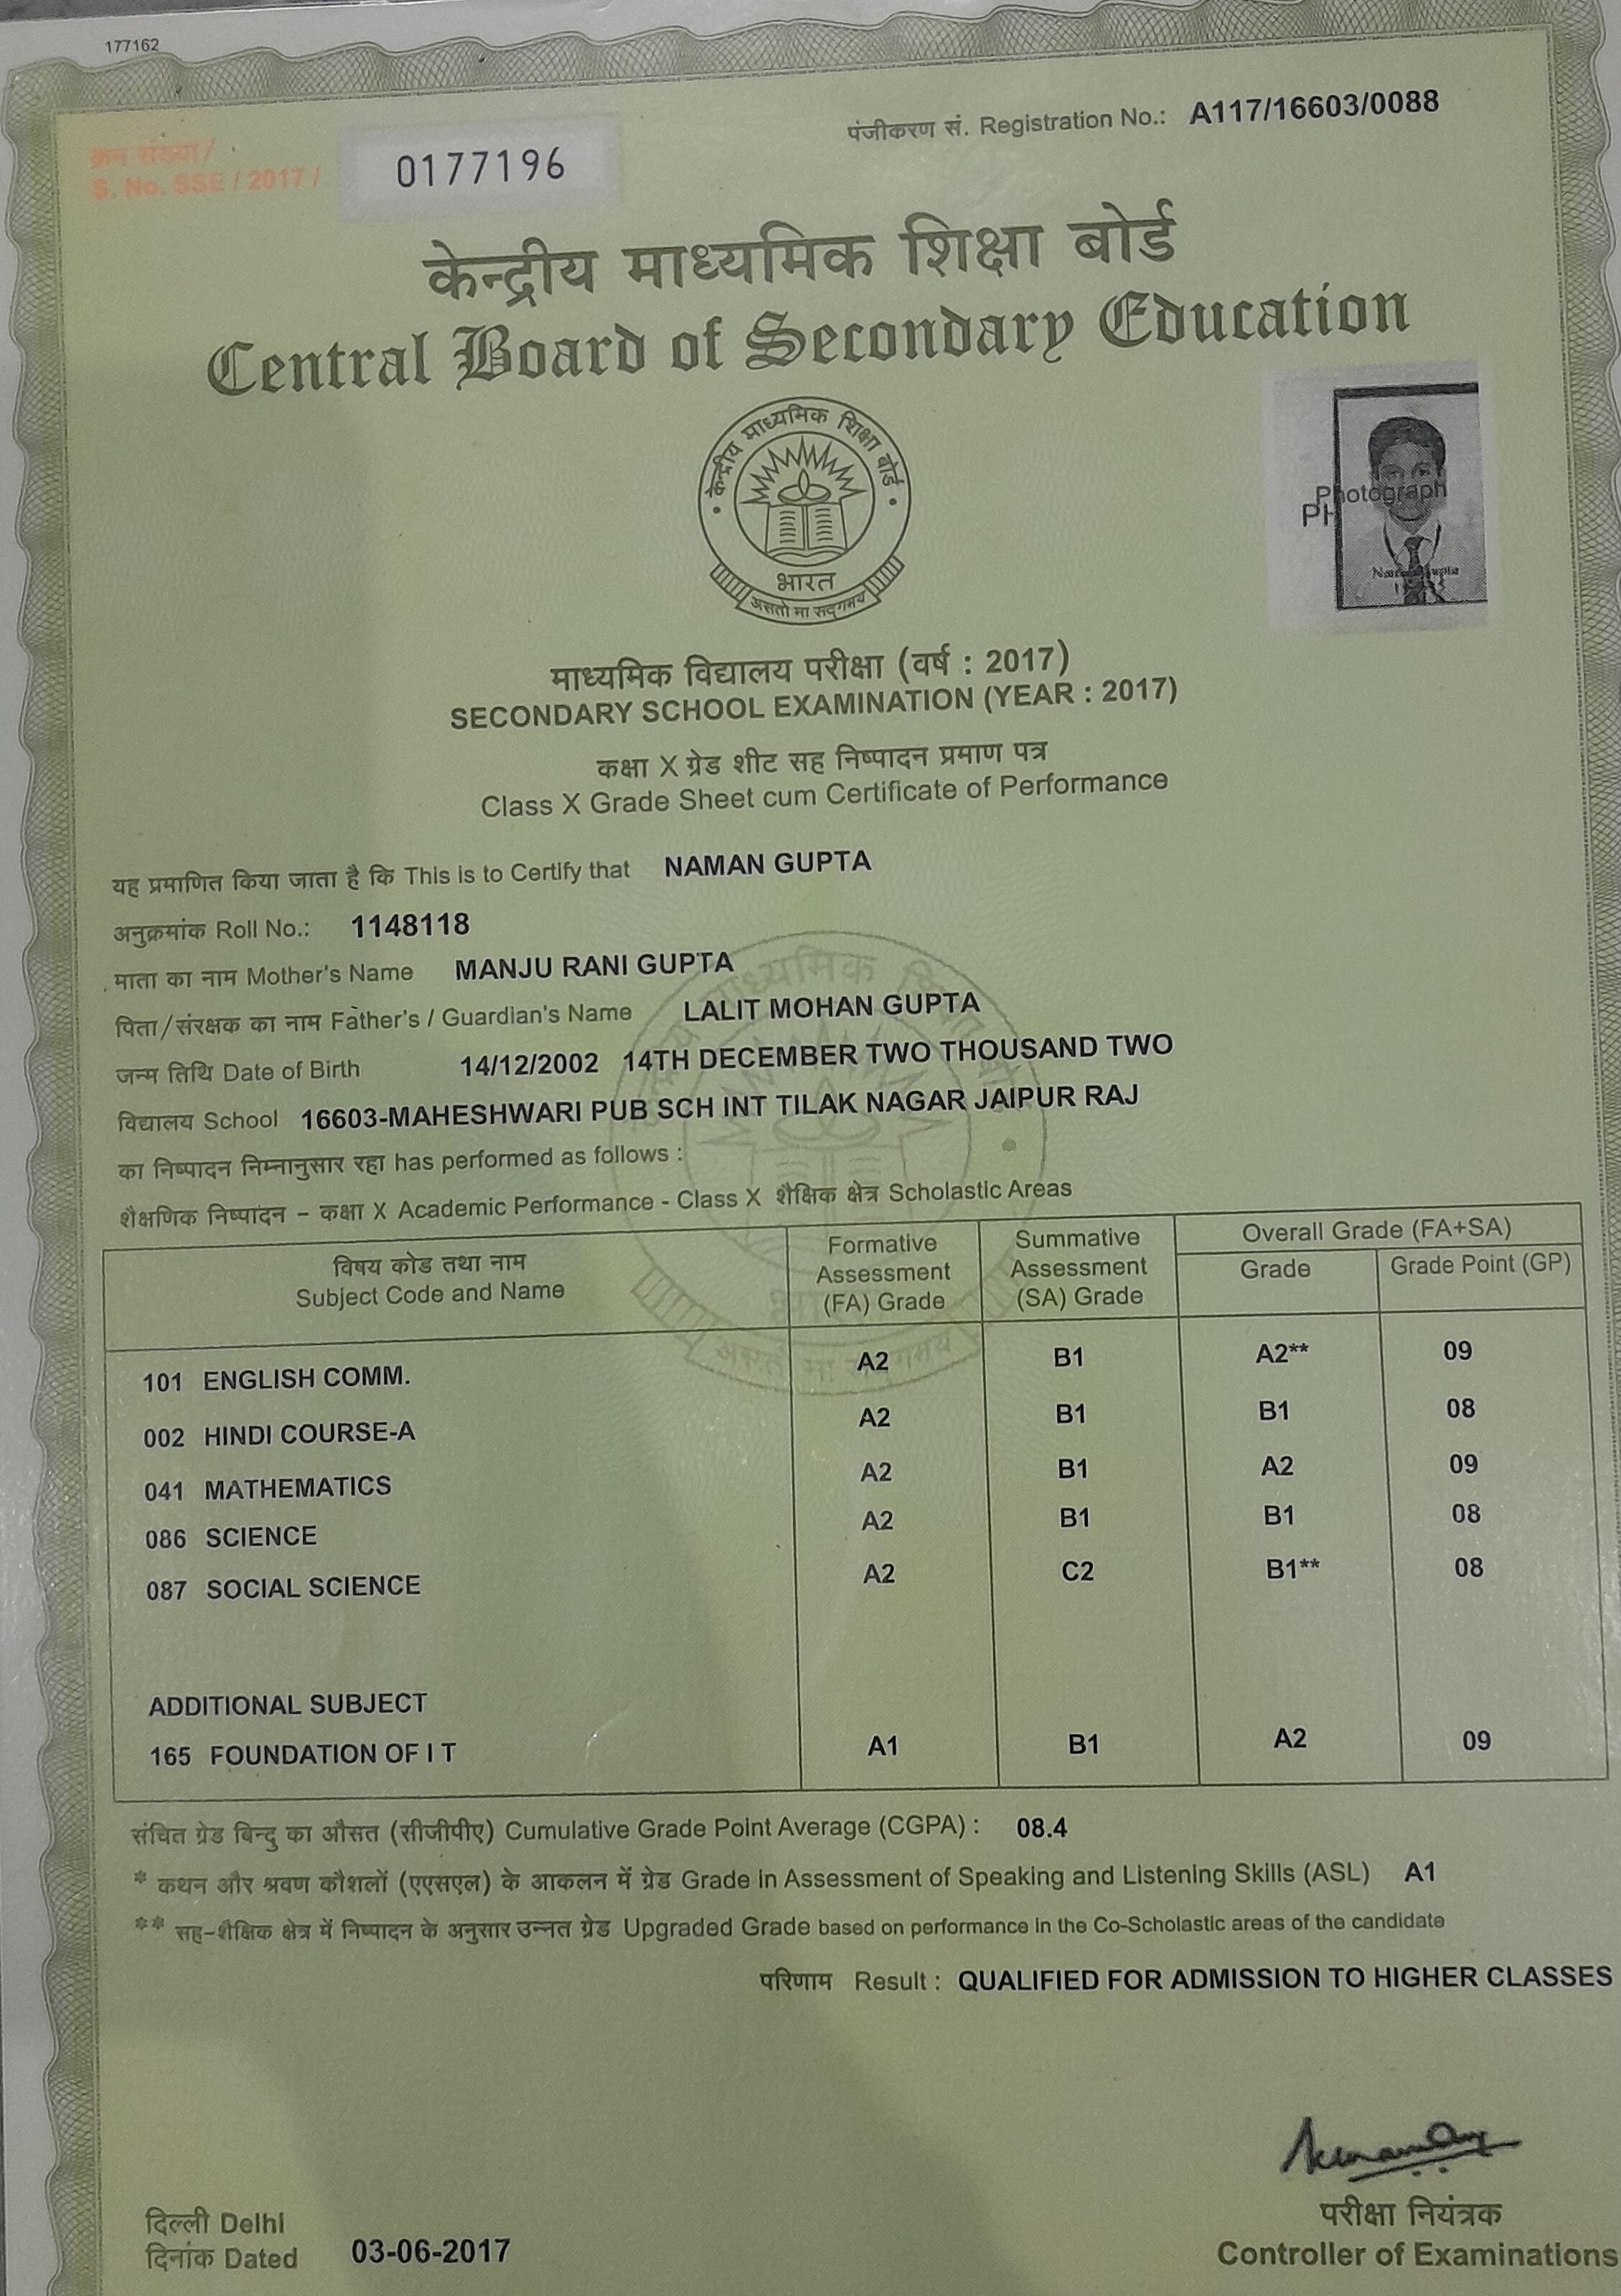 177162
पंजीकरण सं. Registration No.: A117/16603/0088
क्रम संख्या/
S. No. SSE / 2017 / 0177196
केन्द्रीय माध्यमिक शिक्षा बोर्ड
Central Board of Secondary Education
केन्द्रीय माध्यमिक शिक्षा बोर्ड
भारत
असतो मा सद्गमय
Photograph
PH
माध्यमिक विद्यालय परीक्षा (वर्ष : 2017)
SECONDARY SCHOOL EXAMINATION (YEAR : 2017)
कक्षा X ग्रेड शीट सह निष्पादन प्रमाण पत्र
Class X Grade Sheet cum Certificate of Performance
यह प्रमाणित किया जाता है कि This is to Certify that NAMAN GUPTA
अनुक्रमांक Roll No.: 1148118
माता का नाम Mother's Name MANJU RANI GUPTA
पिता/संरक्षक का नाम Father's / Guardian's Name LALIT MOHAN GUPTA
जन्म तिथि Date of Birth 14/12/2002 14TH DECEMBER TWO THOUSAND TWO
विद्यालय School 16603-MAHESHWARI PUB SCH INT TILAK NAGAR JAIPUR RAJ
का निष्पादन निम्नानुसार रहा has performed as follows :
शैक्षणिक निष्पादन – कक्षा X Academic Performance - Class X शैक्षिक क्षेत्र Scholastic Areas
विषय कोड तथा नाम
Subject Code and Name
Formative
Assessment
(FA) Grade
Summative
Assessment
(SA) Grade
Overall Grade (FA+SA)
Grade Grade Point (GP)
101 ENGLISH COMM. A2 B1 A2** 09
002 HINDI COURSE-A A2 B1 B1 08
041 MATHEMATICS A2 B1 A2 09
086 SCIENCE A2 B1 B1 08
087 SOCIAL SCIENCE A2 C2 B1** 08
ADDITIONAL SUBJECT
165 FOUNDATION OF I T A1 B1 A2 09
संचित ग्रेड बिन्दु का औसत (सीजीपीए) Cumulative Grade Point Average (CGPA) : 08.4
* कथन और श्रवण कौशलों (एएसएल) के आकलन में ग्रेड Grade in Assessment of Speaking and Listening Skills (ASL) A1
** सह-शैक्षिक क्षेत्र में निष्पादन के अनुसार उन्नत ग्रेड Upgraded Grade based on performance in the Co-Scholastic areas of the candidate
परिणाम Result : QUALIFIED FOR ADMISSION TO HIGHER CLASSES
दिल्ली Delhi
दिनांक Dated 03-06-2017
परीक्षा नियंत्रक
Controller of Examinations